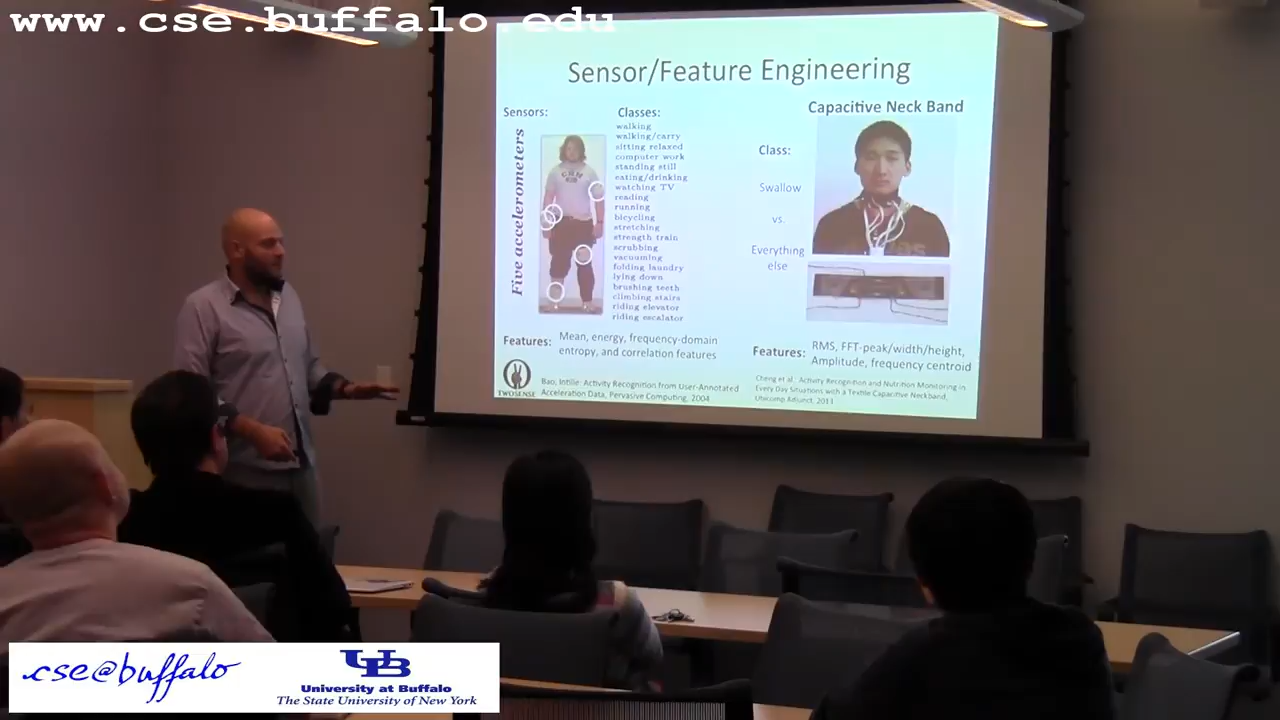 www.cse.buffalo.edu
Sensor/Feature Engineering
Sensors:
Five accelerometers
Classes:
walking
walking/carry
sitting relaxed
computer work
standing still
eating/drinking
watching TV
reading
running
bicycling
stretching
strength train
scrubbing
vacuuming
folding laundry
lying down
brushing teeth
climbing stairs
riding elevator
riding escalator
Features:
Mean, energy, frequency-domain
entropy, and correlation features
TWOSENSE
Bao, Intille: Activity Recognition from User-Annotated
Acceleration Data, Pervasive Computing, 2004
Capacitive Neck Band
Class:
Swallow
vs.
Everything
else
Features:
RMS, FFT-peak/width/height,
Amplitude, frequency centroid
Cheng et al.: Activity Recognition and Nutrition Monitoring in
Every Day Situations with a Textile Capacitive Neckband,
Ubicomp Adjunct, 2013
cse@buffalo
UB
University at Buffalo
The State University of New York